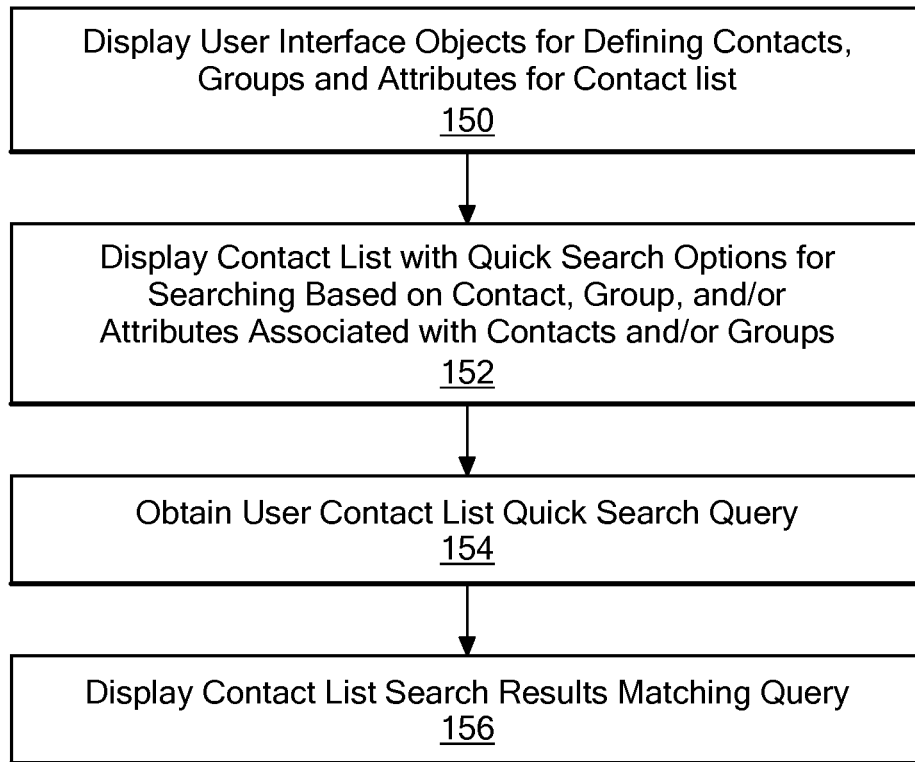 Display User Interface Objects for Defining Contacts,
Groups and Attributes for Contact list
150
Display Contact List with Quick Search Options for
Searching Based on Contact, Group, and/or
Attributes Associated with Contacts and/or Groups
152
Obtain User Contact List Quick Search Query
154
Display Contact List Search Results Matching Query
156